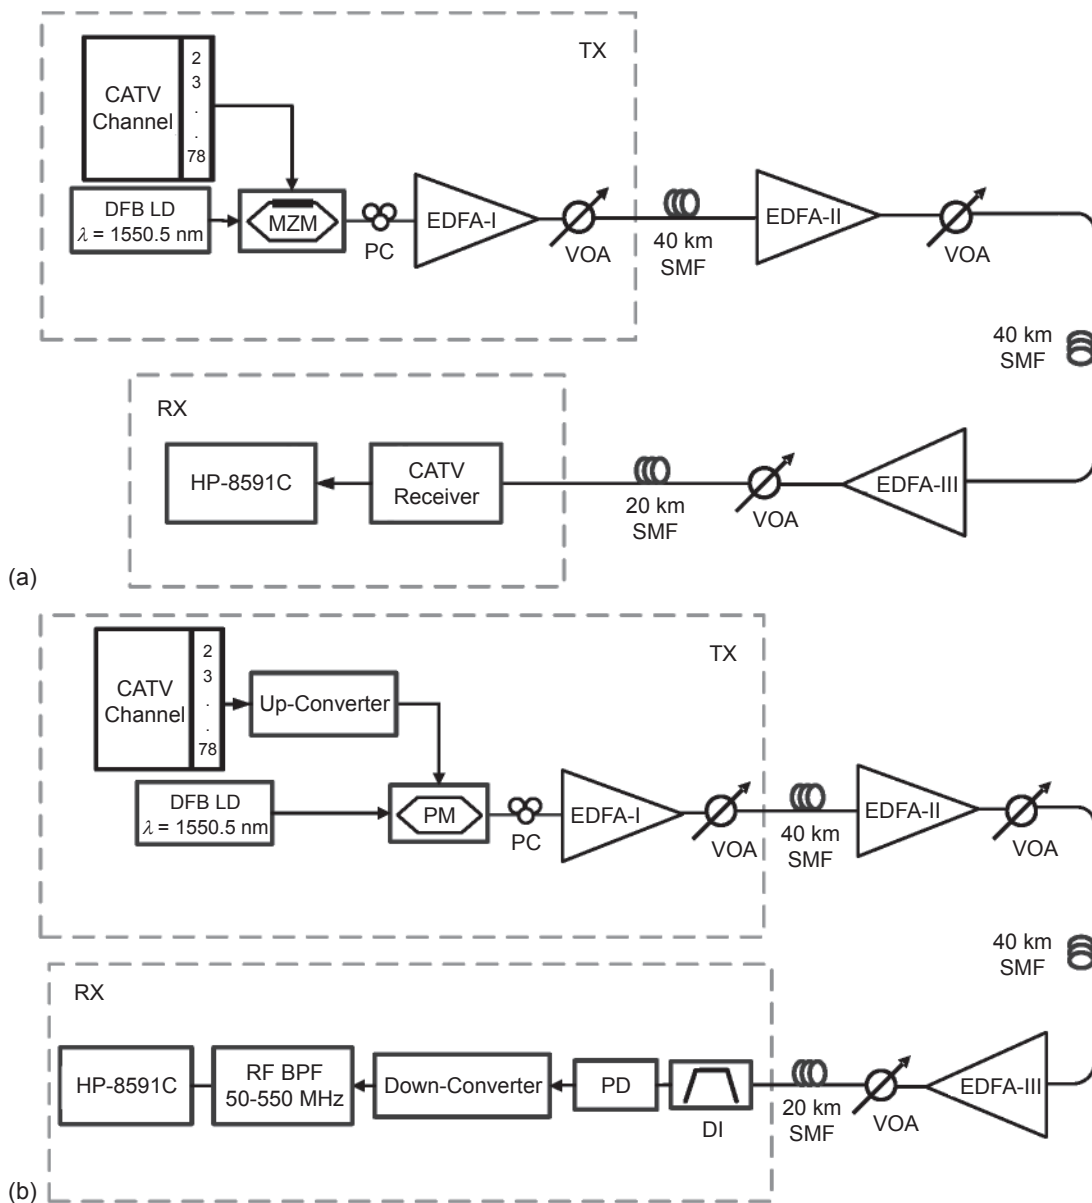 TX
CATV
Channel
2
3
.
.
78
DFB LD
λ = 1550.5 nm
MZM
PC
EDFA-I
VOA
40 km
SMF
EDFA-II
VOA
40 km
SMF
RX
HP-8591C
CATV
Receiver
20 km
SMF
VOA
EDFA-III
(a)
TX
CATV
Channel
2
3
.
.
78
Up-Converter
DFB LD
λ = 1550.5 nm
PM
PC
EDFA-I
VOA
40 km
SMF
EDFA-II
VOA
40 km
SMF
RX
HP-8591C
RF BPF
50-550 MHz
Down-Converter
PD
DI
20 km
SMF
VOA
EDFA-III
(b)